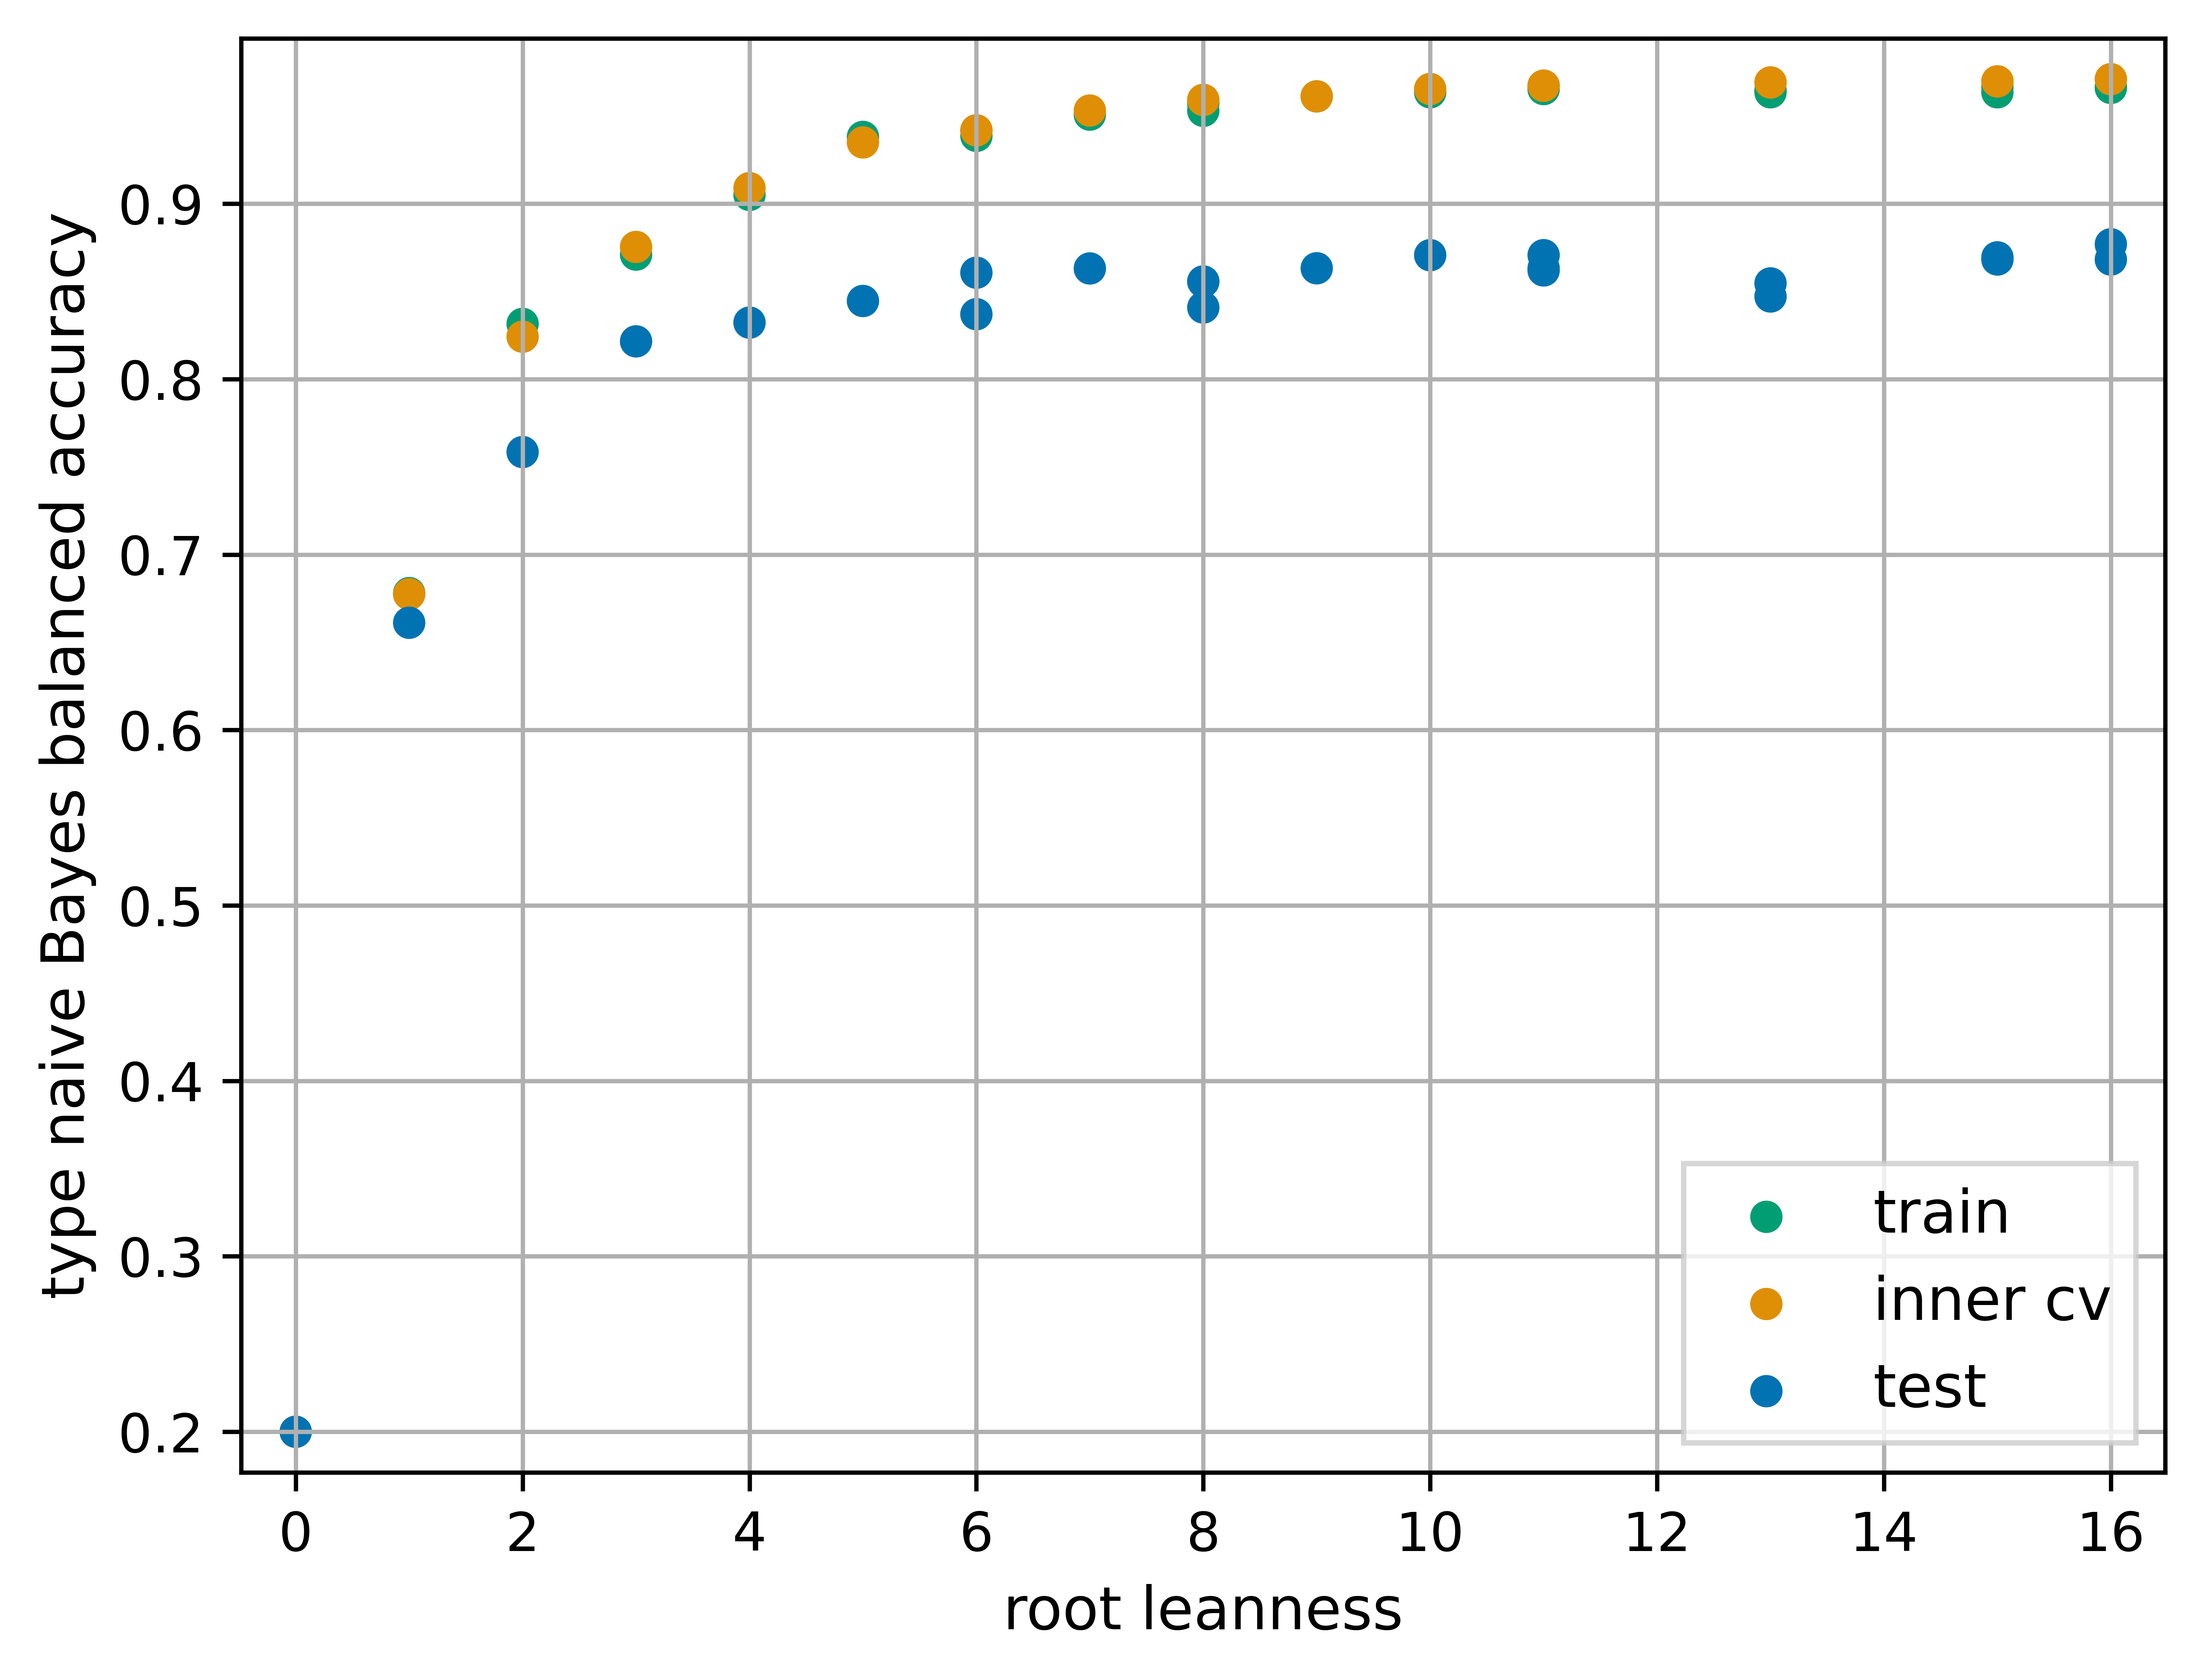 type naive Bayes balanced accuracy
0.9
0.8
0.7
0.6
0.5
0.4
0.3
0.2
train
inner cv
test
0 2 4 6 8 10 12 14 16
root leanness